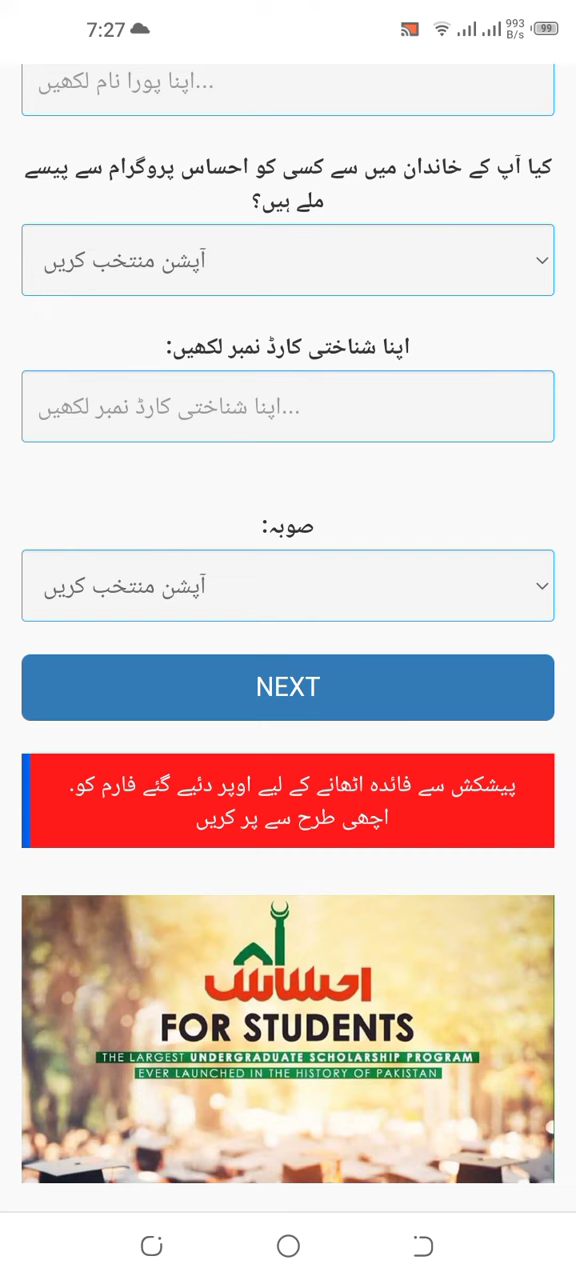 7:27
993
B/s
99
اپنا پورا نام لکھیں...
کیا آپ کے خاندان میں سے کسی کو احساس پروگرام سے پیسے
ملے ہیں؟
آپشن منتخب کریں
اپنا شناختی کارڈ نمبر لکھیں:
اپنا شناختی کارڈ نمبر لکھیں...
صوبہ:
آپشن منتخب کریں
NEXT
پیشکش سے فائدہ اٹھانے کے لیے اوپر دئیے گئے فارم کو.
اچھی طرح سے پر کریں
احساس
FOR STUDENTS
THE LARGEST UNDERGRADUATE SCHOLARSHIP PROGRAM
EVER LAUNCHED IN THE HISTORY OF PAKISTAN